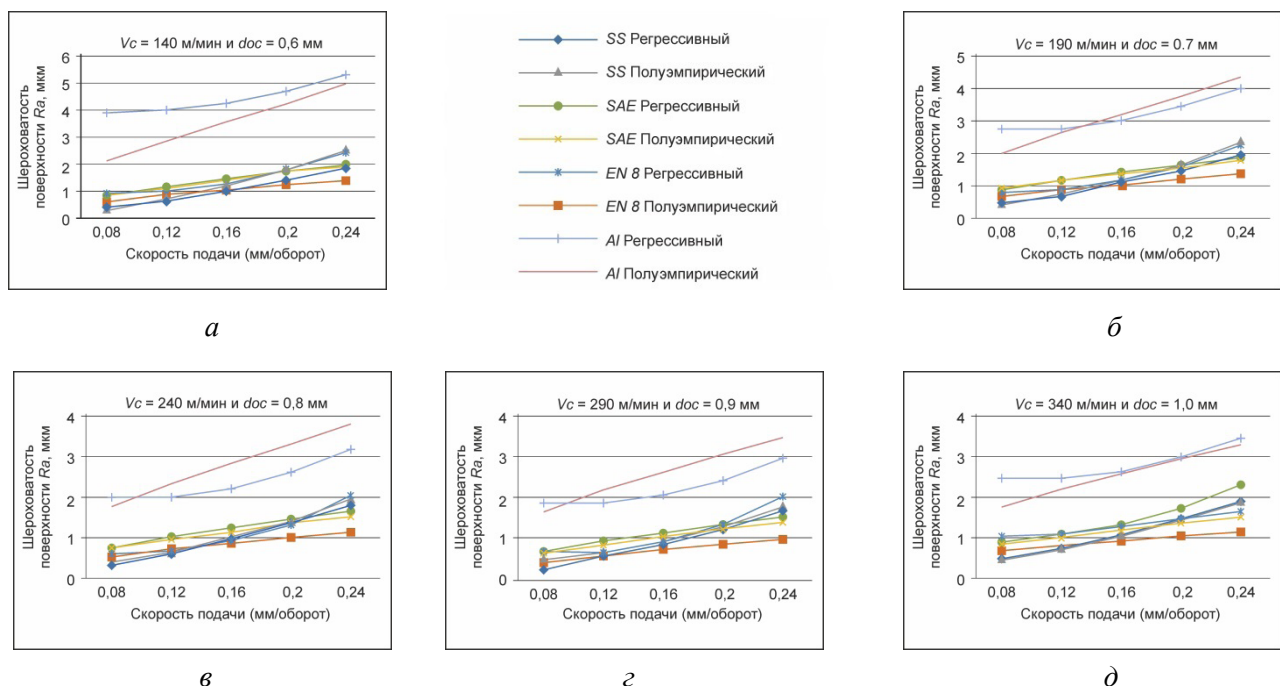 Vc = 140 м/мин и doc = 0,6 мм
Шероховатость
поверхности Ra, мкм
6
5
4
3
2
1
0
0,08 0,12 0,16 0,2 0,24
Скорость подачи (мм/оборот)
а
SS Регрессивный
SS Полуэмпирический
SAE Регрессивный
SAE Полуэмпирический
EN 8 Регрессивный
EN 8 Полуэмпирический
Al Регрессивный
Al Полуэмпирический
Vc = 190 м/мин и doc = 0.7 мм
Шероховатость
поверхности Ra, мкм
5
4
3
2
1
0
0,08 0,12 0,16 0,2 0,24
Скорость подачи (мм/оборот)
б
Vc = 240 м/мин и doc = 0,8 мм
Шероховатость
поверхности Ra, мкм
4
3
2
1
0
0,08 0,12 0,16 0,2 0,24
Скорость подачи (мм/оборот)
в
Vc = 290 м/мин и doc = 0,9 мм
Шероховатость
поверхности Ra, мкм
4
3
2
1
0
0,08 0,12 0,16 0,2 0,24
Скорость подачи (мм/оборот)
г
Vc = 340 м/мин и doc = 1,0 мм
Шероховатость
поверхности Ra, мкм
4
3
2
1
0
0,08 0,12 0,16 0,2 0,24
Скорость подачи (мм/оборот)
д